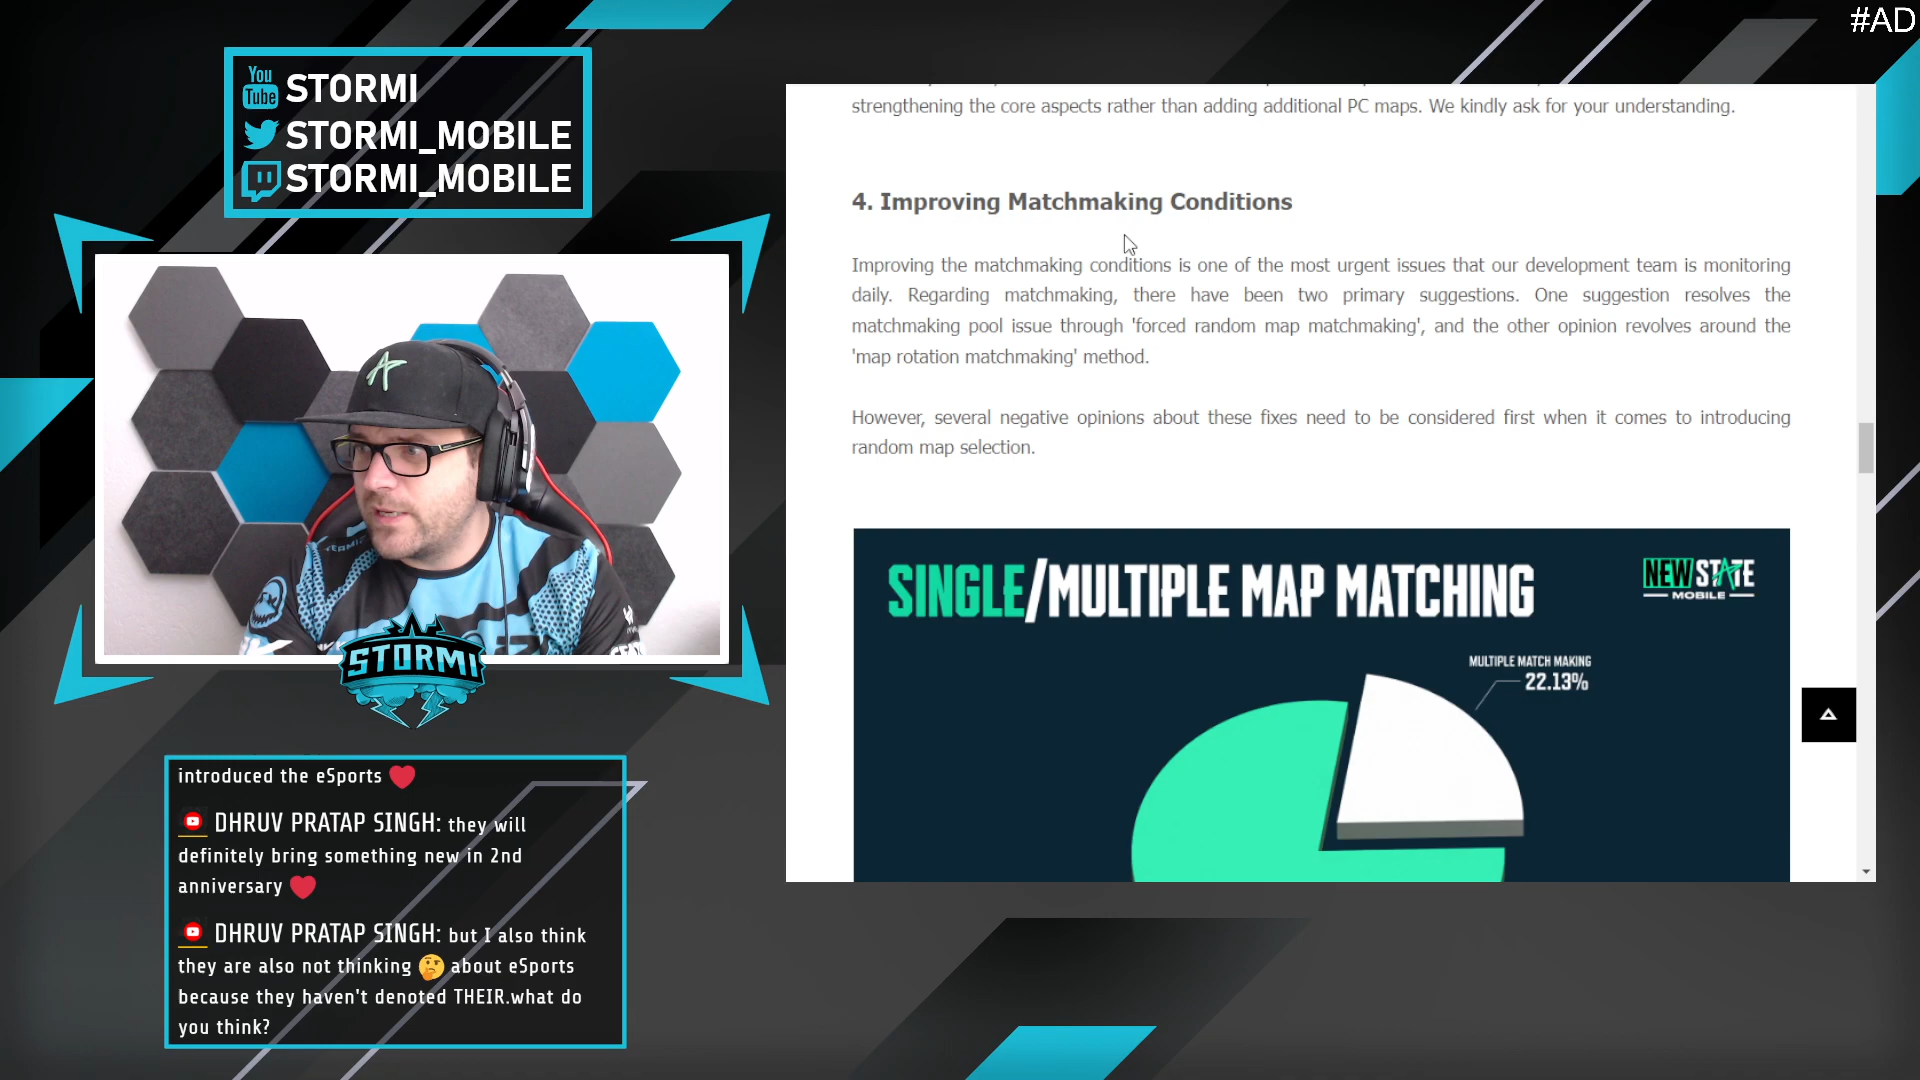 #AD
You
Tube
STORMI
STORMI_MOBILE
STORMI_MOBILE
strengthening the core aspects rather than adding additional PC maps. We kindly ask for your understanding.
4. Improving Matchmaking Conditions
Improving the matchmaking conditions is one of the most urgent issues that our development team is monitoring
daily. Regarding matchmaking, there have been two primary suggestions. One suggestion resolves the
matchmaking pool issue through 'forced random map matchmaking', and the other opinion revolves around the
'map rotation matchmaking' method.
However, several negative opinions about these fixes need to be considered first when it comes to introducing
random map selection.
SINGLE/MULTIPLE MAP MATCHING
NEW STATE
MOBILE
MULTIPLE MATCH MAKING
22.13%
STORMI
introduced the eSports ❤
DHRUV PRATAP SINGH: they will
definitely bring something new in 2nd
anniversary ❤
DHRUV PRATAP SINGH: but I also think
they are also not thinking 🤔 about eSports
because they haven't denoted THEIR.what do
you think?